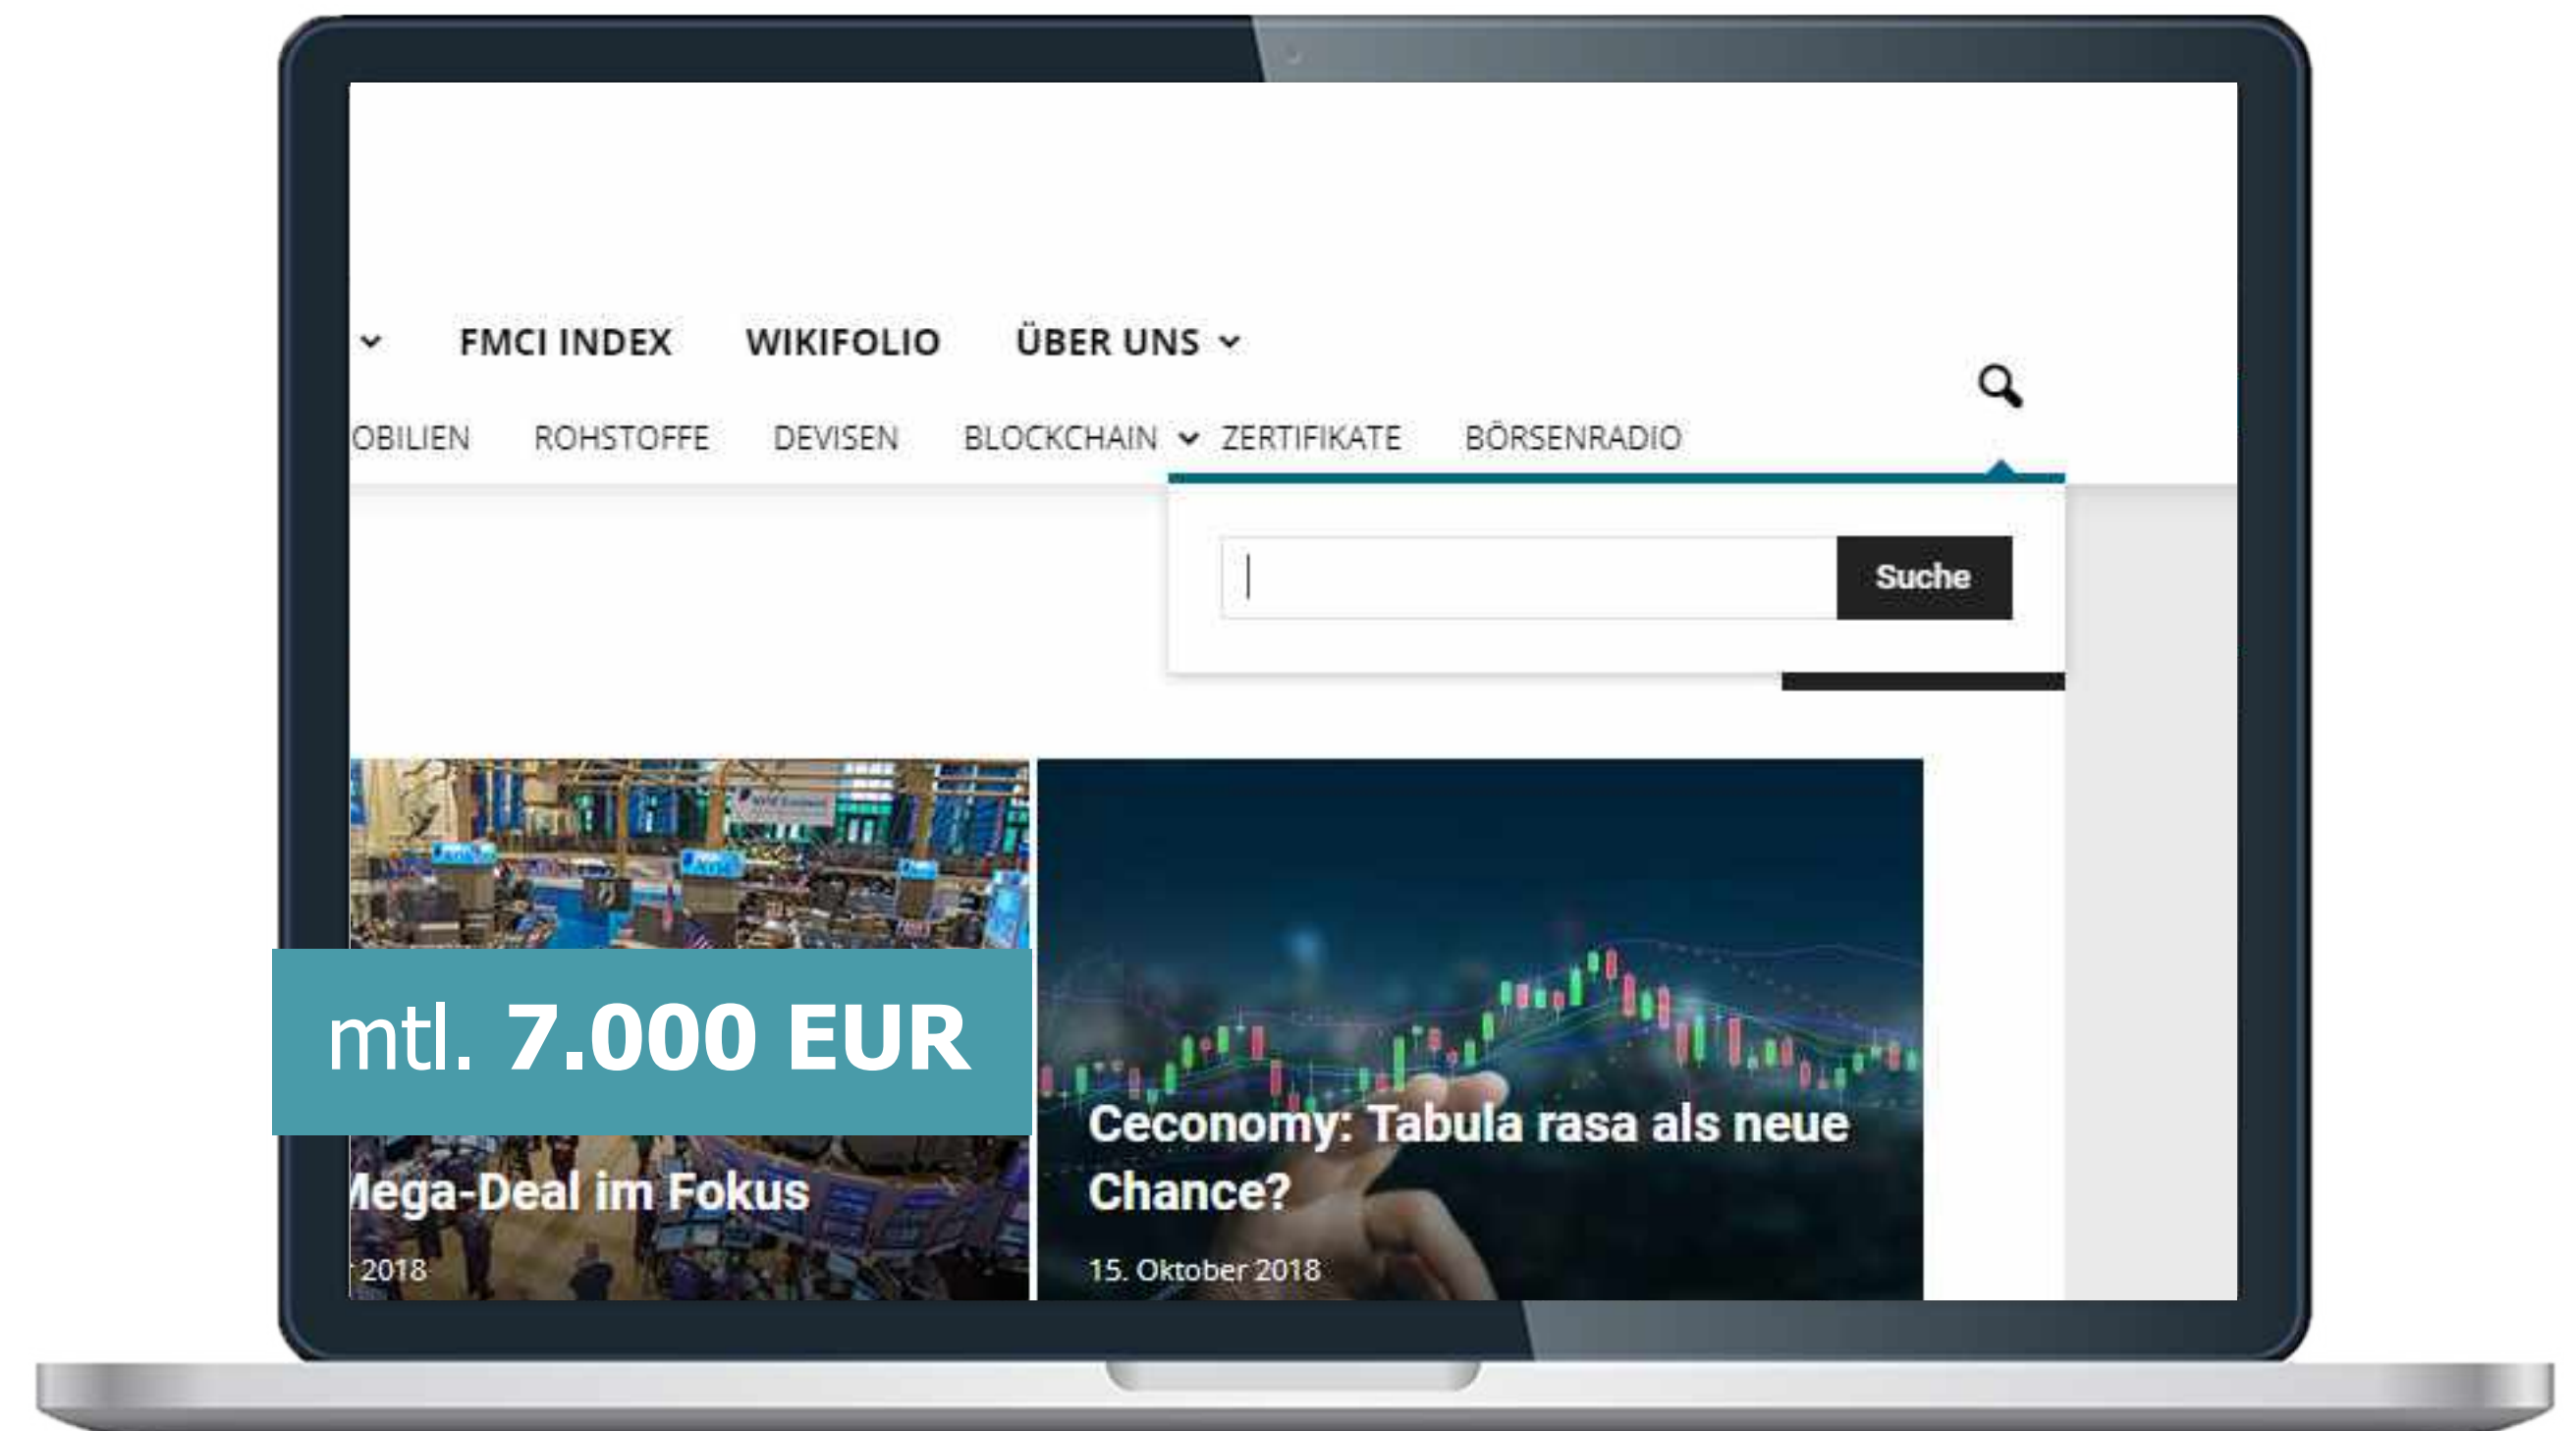 FMCI INDEX WIKIFOLIO ÜBER UNS
OBILIEN ROHSTOFFE DEVISEN BLOCKCHAIN ZERTIFIKATE BÖRSENRADIO
Suche
mtl. 7.000 EUR
Mega-Deal im Fokus
2018
Ceconomy: Tabula rasa als neue
Chance?
15. Oktober 2018